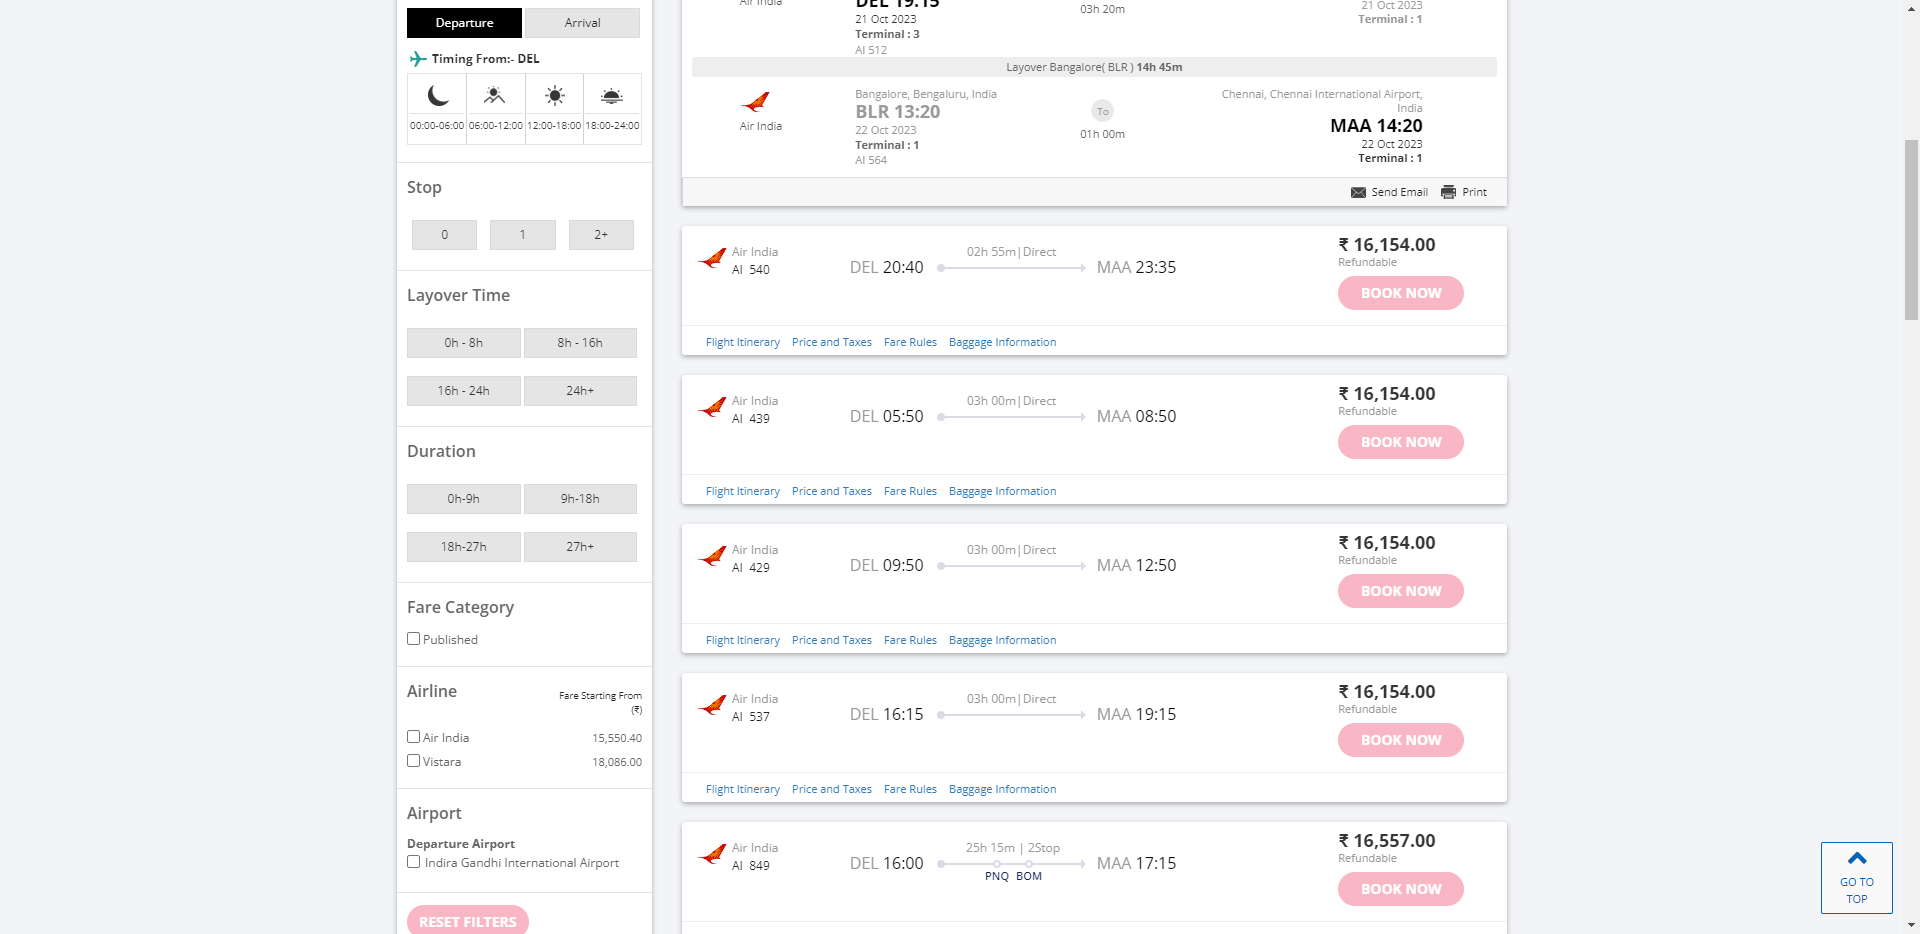 Departure
Arrival
Timing From:- DEL
00:00-06:00 06:00-12:00 12:00-18:00 18:00-24:00
Stop
0 1 2+
Layover Time
0h - 8h 8h - 16h
16h - 24h 24h+
Duration
0h-9h 9h-18h
18h-27h 27h+
Fare Category
Published
Airline
Fare Starting From
(₹)
Air India 15,550.40
Vistara 18,086.00
Airport
Departure Airport
Indira Gandhi International Airport
RESET FILTERS
Air India
DEL 19:15
21 Oct 2023
Terminal : 3
AI 512
03h 20m
21 Oct 2023
Terminal : 1
Layover Bangalore( BLR ) 14h 45m
Air India
Bangalore, Bengaluru, India
BLR 13:20
22 Oct 2023
Terminal : 1
AI 564
To
01h 00m
Chennai, Chennai International Airport,
India
MAA 14:20
22 Oct 2023
Terminal : 1
Send Email Print
Air India
AI 540
DEL 20:40
02h 55m|Direct
MAA 23:35
₹ 16,154.00
Refundable
BOOK NOW
Flight Itinerary Price and Taxes Fare Rules Baggage Information
Air India
AI 439
DEL 05:50
03h 00m|Direct
MAA 08:50
₹ 16,154.00
Refundable
BOOK NOW
Flight Itinerary Price and Taxes Fare Rules Baggage Information
Air India
AI 429
DEL 09:50
03h 00m|Direct
MAA 12:50
₹ 16,154.00
Refundable
BOOK NOW
Flight Itinerary Price and Taxes Fare Rules Baggage Information
Air India
AI 537
DEL 16:15
03h 00m|Direct
MAA 19:15
₹ 16,154.00
Refundable
BOOK NOW
Flight Itinerary Price and Taxes Fare Rules Baggage Information
Air India
AI 849
DEL 16:00
25h 15m | 2Stop
PNQ BOM
MAA 17:15
₹ 16,557.00
Refundable
BOOK NOW
GO TO
TOP